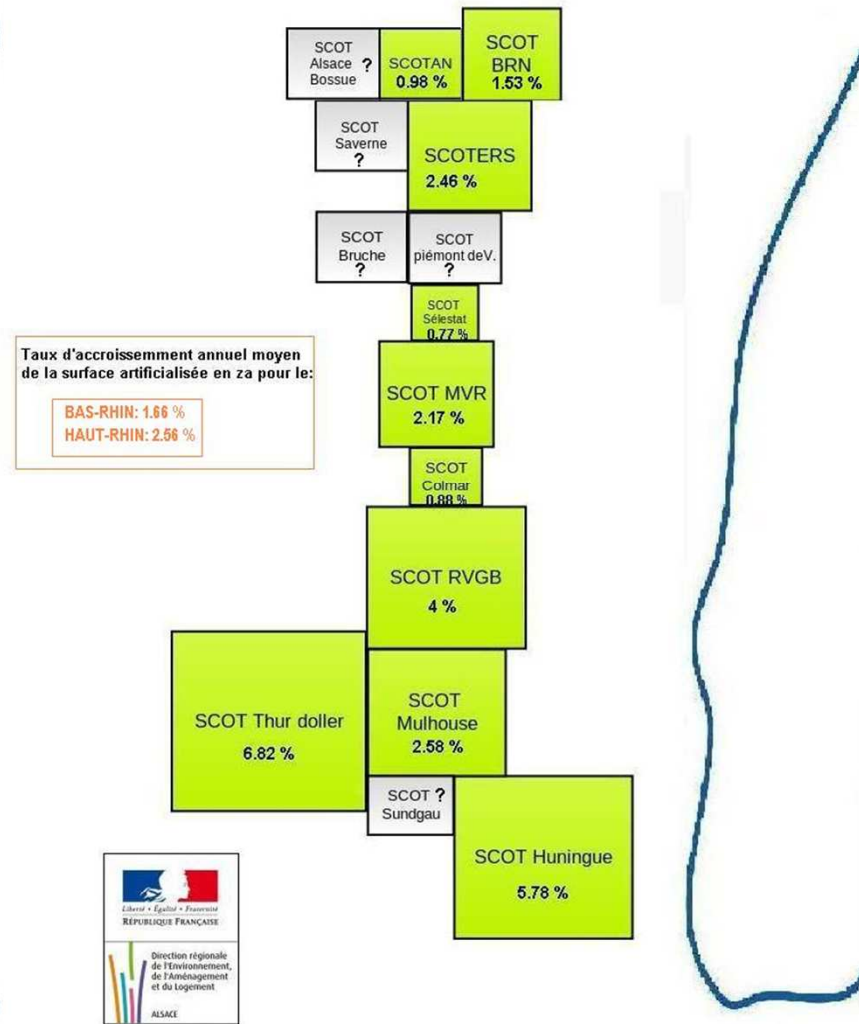 SCOT
Alsace ?
Bossue
SCOTAN
0.98 %
SCOT
BRN
1.53 %
SCOT
Saverne
?
SCOTERS
2.46 %
SCOT
Bruche
?
SCOT
piémont deV.
?
SCOT
Sélestat
0.77 %
Taux d'accroissemment annuel moyen
de la surface artificialisée en za pour le:
BAS-RHIN: 1.66 %
HAUT-RHIN: 2.56 %
SCOT MVR
2.17 %
SCOT
Colmar
0.88 %
SCOT RVGB
4 %
SCOT Thur doller
6.82 %
SCOT
Mulhouse
2.58 %
SCOT ?
Sundgau
SCOT Huningue
5.78 %
Liberté • Égalité • Fraternité
RÉPUBLIQUE FRANÇAISE
Direction régionale
de l'Environnement,
de l'Aménagement
et du Logement
ALSACE